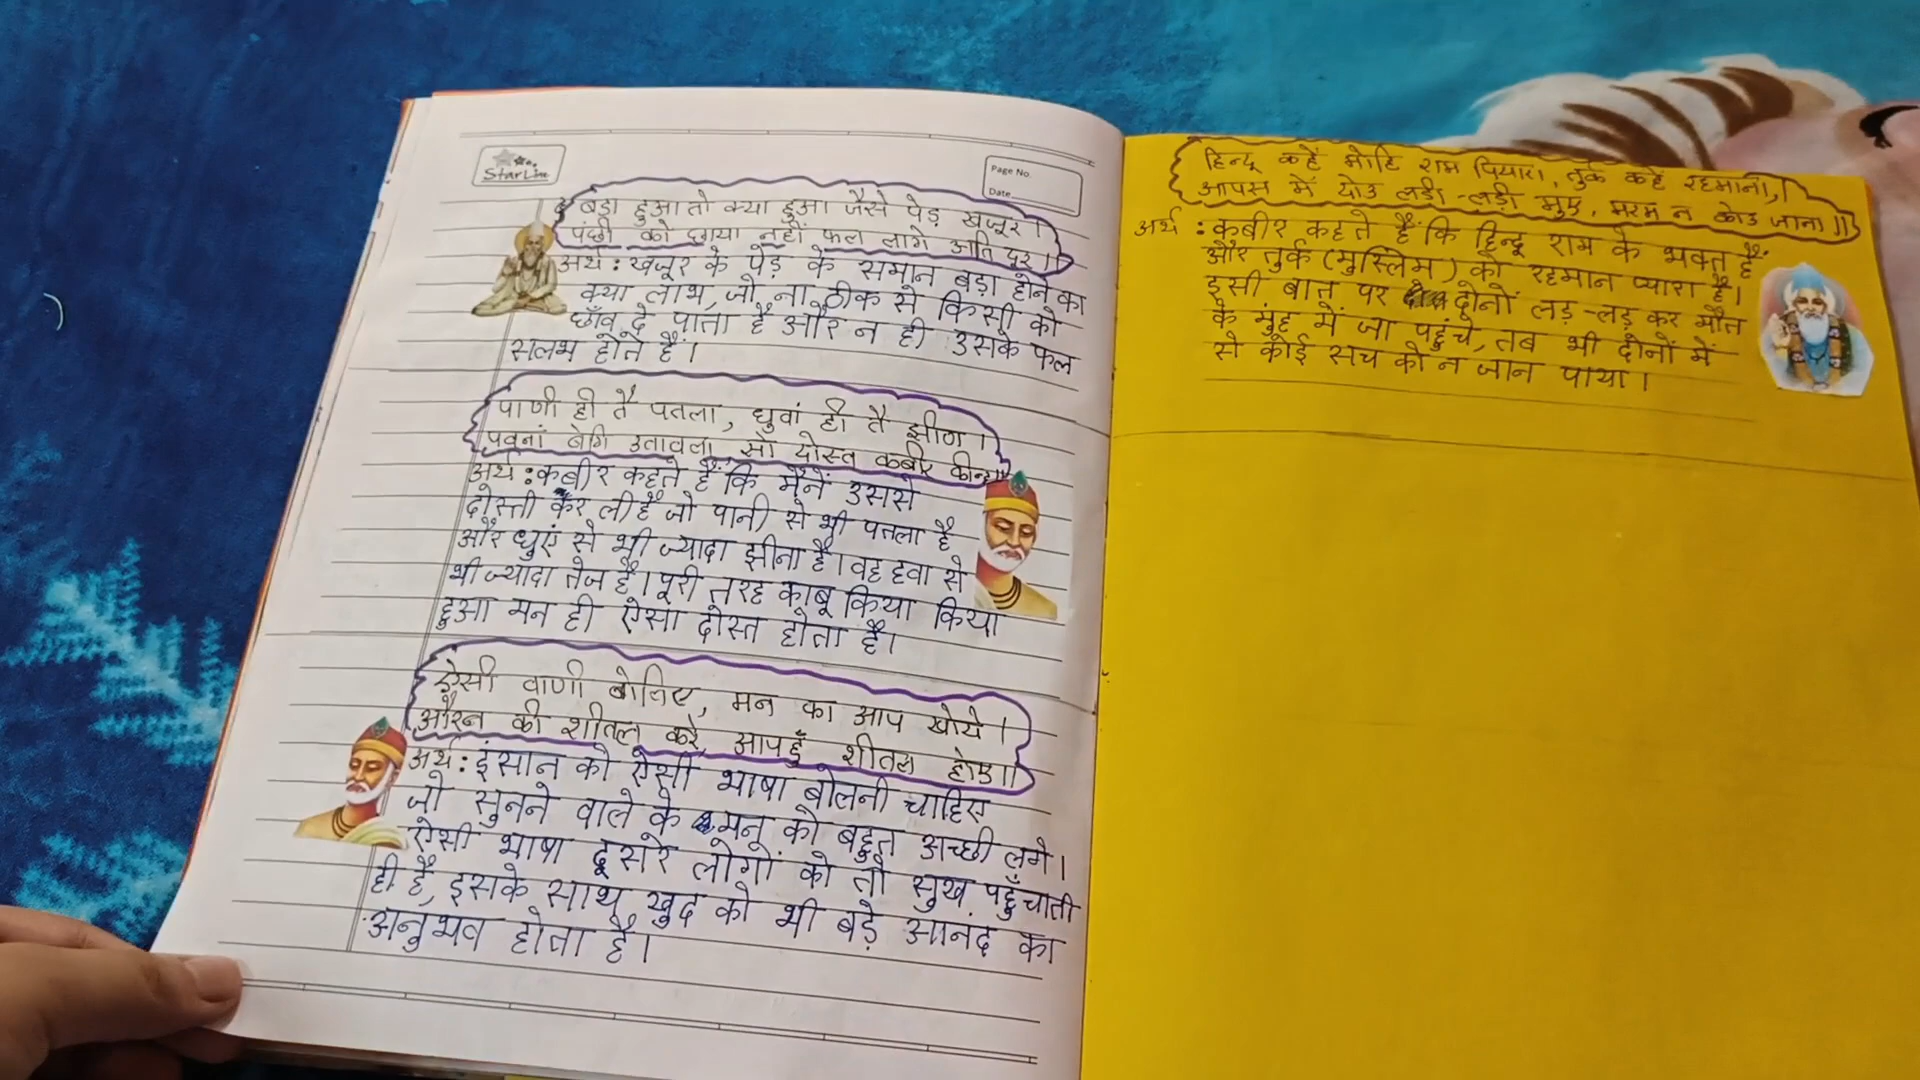 StarLine
Page No.
Date
बड़ा हुआ तो क्या हुआ जैसे पेड़ खजूर।
पंछी को छाया नहीं फल लागे अति दूर।।
अर्थ : खजूर के पेड़ के समान बड़ा होने का
क्या लाभ, जो ना ठीक से किसी को
छाँव दे पाता है और न ही उसके फल
सलभ होते हैं।
पाणी ही तै पतला, धुवां ही तै झीण।
पवनां बेगि उतावला सो दोस्त कबीर कीन्ह।।
अर्थ : कबीर कहते हैं कि मैंनें उससे
दोस्ती कर ली है जो पानी से भी पतला है
और धुएं से भी ज्यादा झीना है। वह हवा से
भी ज्यादा तेज है। पूरी तरह काबू किया किया
हुआ मन ही ऐसा दोस्त होता है।
ऐसी वाणी बोलिए, मन का आप खोये।
औरन की शीतल करे, आपहुँ शीतल होए।।
अर्थ : इंसान को ऐसी भाषा बोलनी चाहिए
जो सुनने वाले के मन को बहुत अच्छी लगे।
ऐसी भाषा दूसरे लोगों को तो सुख पहुँचाती
ही है, इसके साथ खुद को भी बड़े आनंद का
अनुभव होता है।
हिन्दू कहें मोहि राम पियारा, तुर्क कहें रहमाना,।
आपस में दोउ लड़ी-लड़ी मुए, मरम न कोउ जाना।।
अर्थ : कबीर कहते हैं कि हिन्दू राम के भक्त हैं
और तुर्क (मुस्लिम) को रहमान प्यारा है।
इसी बात पर दोनों लड़-लड़ कर मौत
के मुंह में जा पहुंचे, तब भी दोनों में
से कोई सच को न जान पाया।